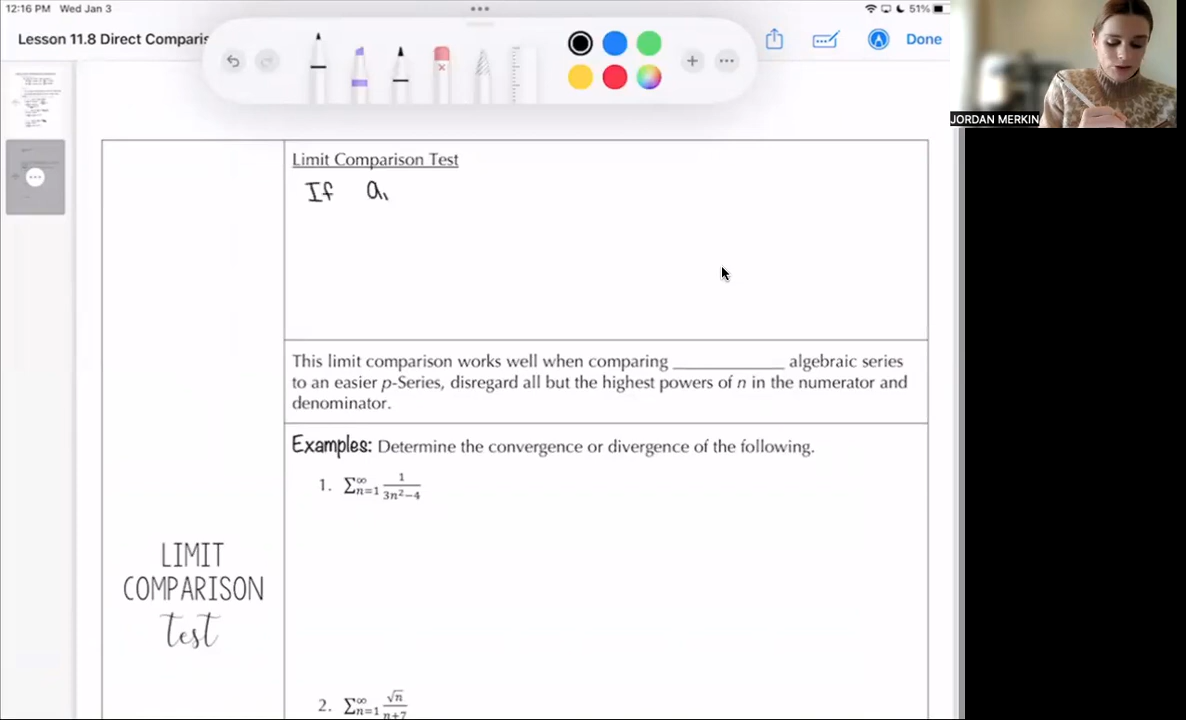 12:16 PM Wed Jan 3
51%
Lesson 11.8 Direct Comparis
Done
JORDAN MERKIN
Limit Comparison Test
If a,
This limit comparison works well when comparing ____________ algebraic series
to an easier p-Series, disregard all but the highest powers of n in the numerator and
denominator.
Examples: Determine the convergence or divergence of the following.
1. ∑_{n=1}^{∞} 1/(3n²−4)
LIMIT
COMPARISON
test
2. ∑_{n=1}^{∞} √n/(n+7)